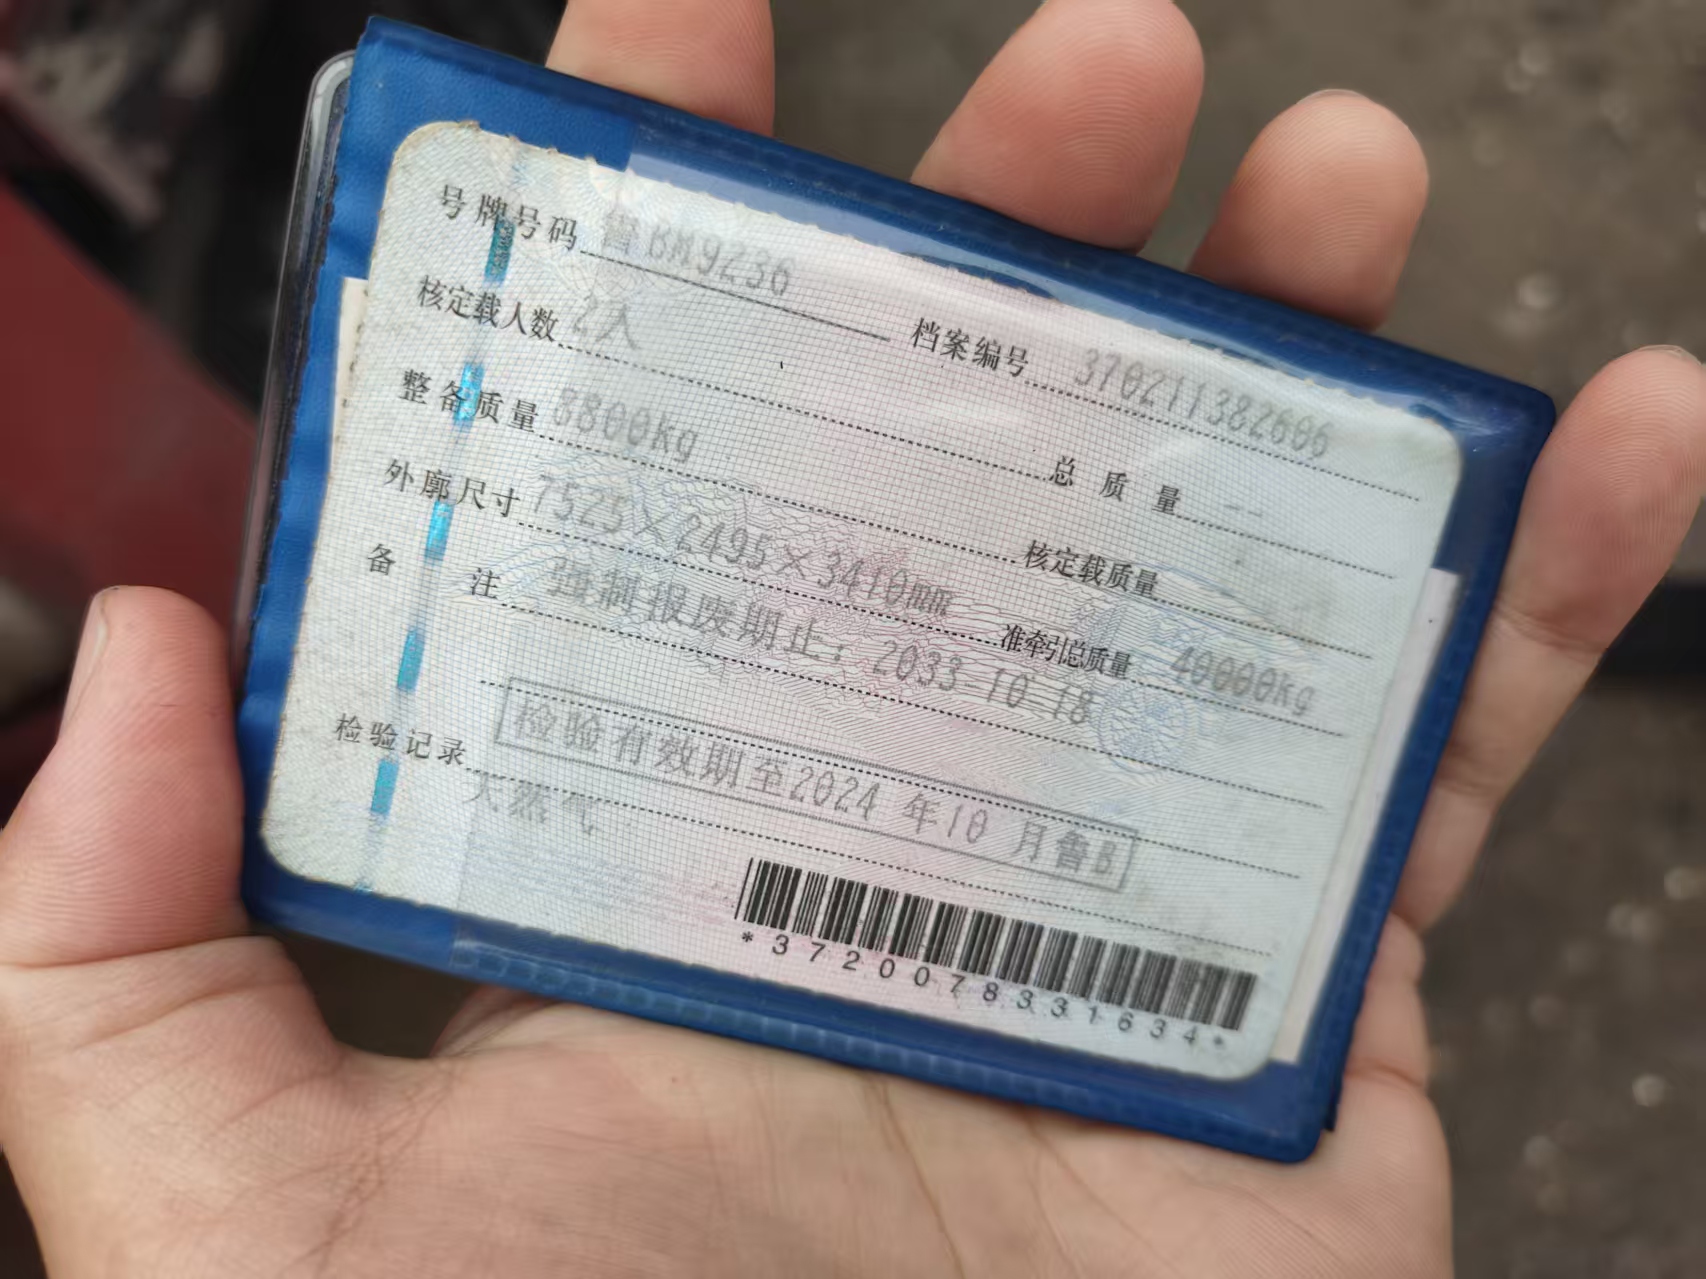 号牌号码 鲁BM9236 档案编号 370211382606
核定载人数 2人 总质量 --
整备质量 8800kg 核定载质量
外廓尺寸 7525×2495×3410mm 准牵引总质量 40000kg
备注 强制报废期止：2033-10-18
检验记录 检验有效期至2024年10月鲁B
天然气
*3720078331634*